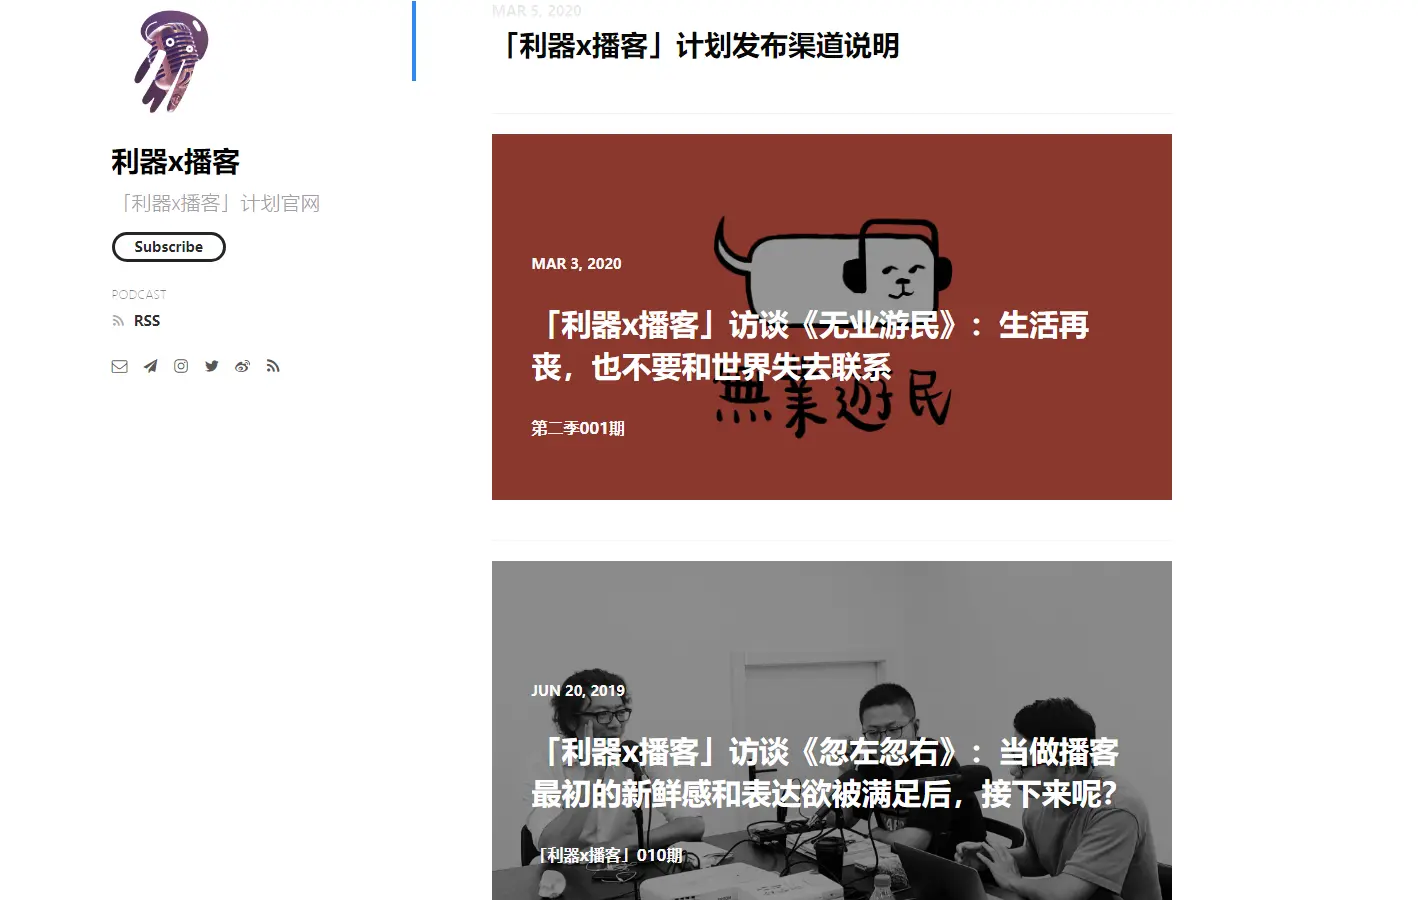 利器x播客
「利器x播客」计划官网
Subscribe
PODCAST
RSS
MAR 5, 2020
「利器x播客」计划发布渠道说明
MAR 3, 2020
「利器x播客」访谈《无业游民》：生活再
丧，也不要和世界失去联系
無業遊民
第二季001期
JUN 20, 2019
「利器x播客」访谈《忽左忽右》：当做播客
最初的新鲜感和表达欲被满足后，接下来呢？
「利器x播客」010期